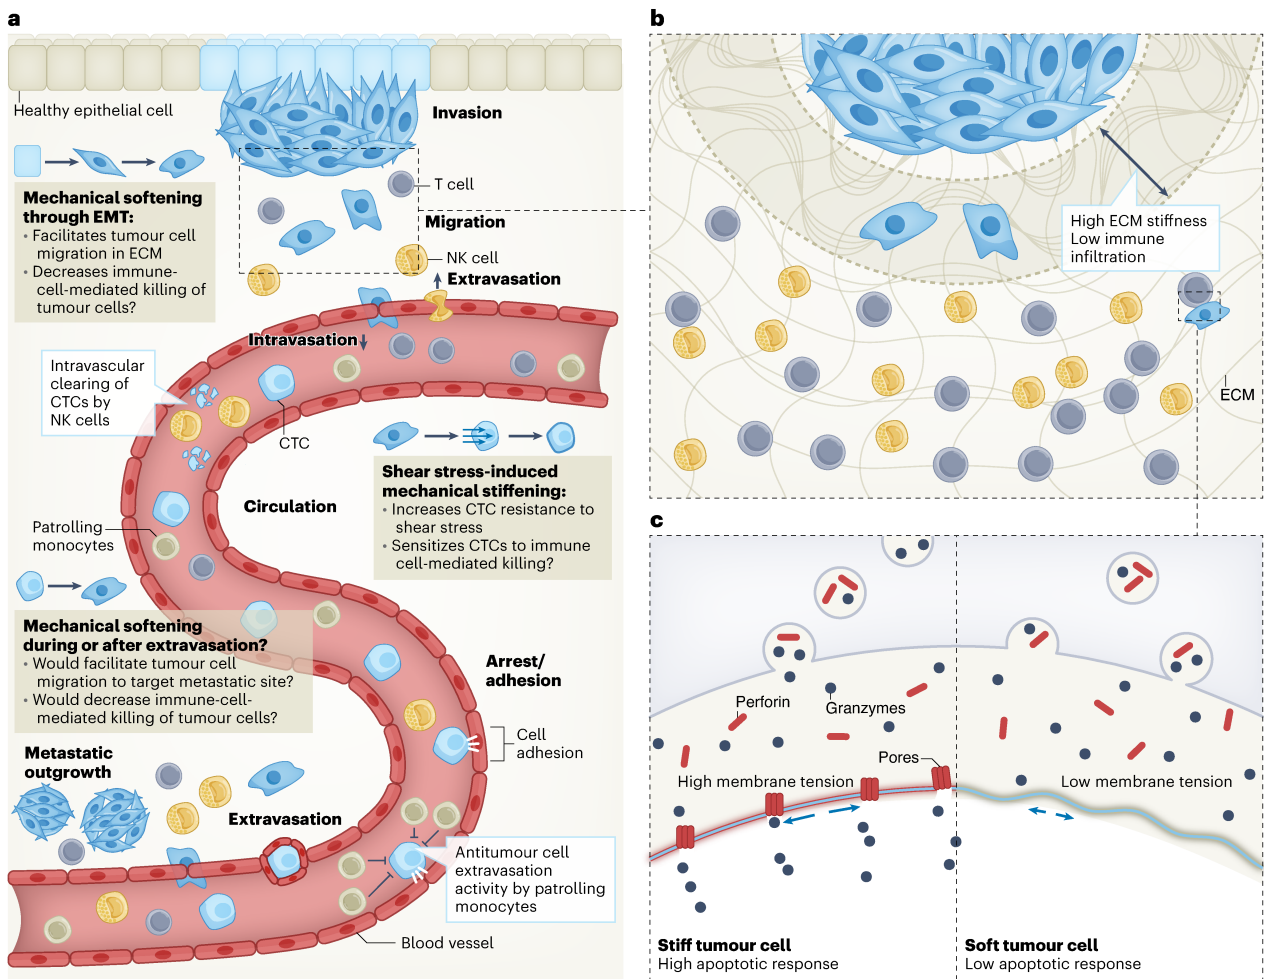 a
Healthy epithelial cell
Invasion
T cell
Mechanical softening
through EMT:
• Facilitates tumour cell
migration in ECM
• Decreases immune-
cell-mediated killing of
tumour cells?
Migration
NK cell
Extravasation
Intravasation
Intravascular
clearing of
CTCs by
NK cells
CTC
Shear stress-induced
mechanical stiffening:
• Increases CTC resistance to
shear stress
• Sensitizes CTCs to immune
cell-mediated killing?
Circulation
Patrolling
monocytes
Mechanical softening
during or after extravasation?
• Would facilitate tumour cell
migration to target metastatic site?
• Would decrease immune-cell-
mediated killing of tumour cells?
Arrest/
adhesion
Cell
adhesion
Metastatic
outgrowth
Extravasation
Antitumour cell
extravasation
activity by patrolling
monocytes
Blood vessel
b
High ECM stiffness
Low immune
infiltration
ECM
c
Perforin
Granzymes
Pores
High membrane tension
Low membrane tension
Stiff tumour cell
High apoptotic response
Soft tumour cell
Low apoptotic response